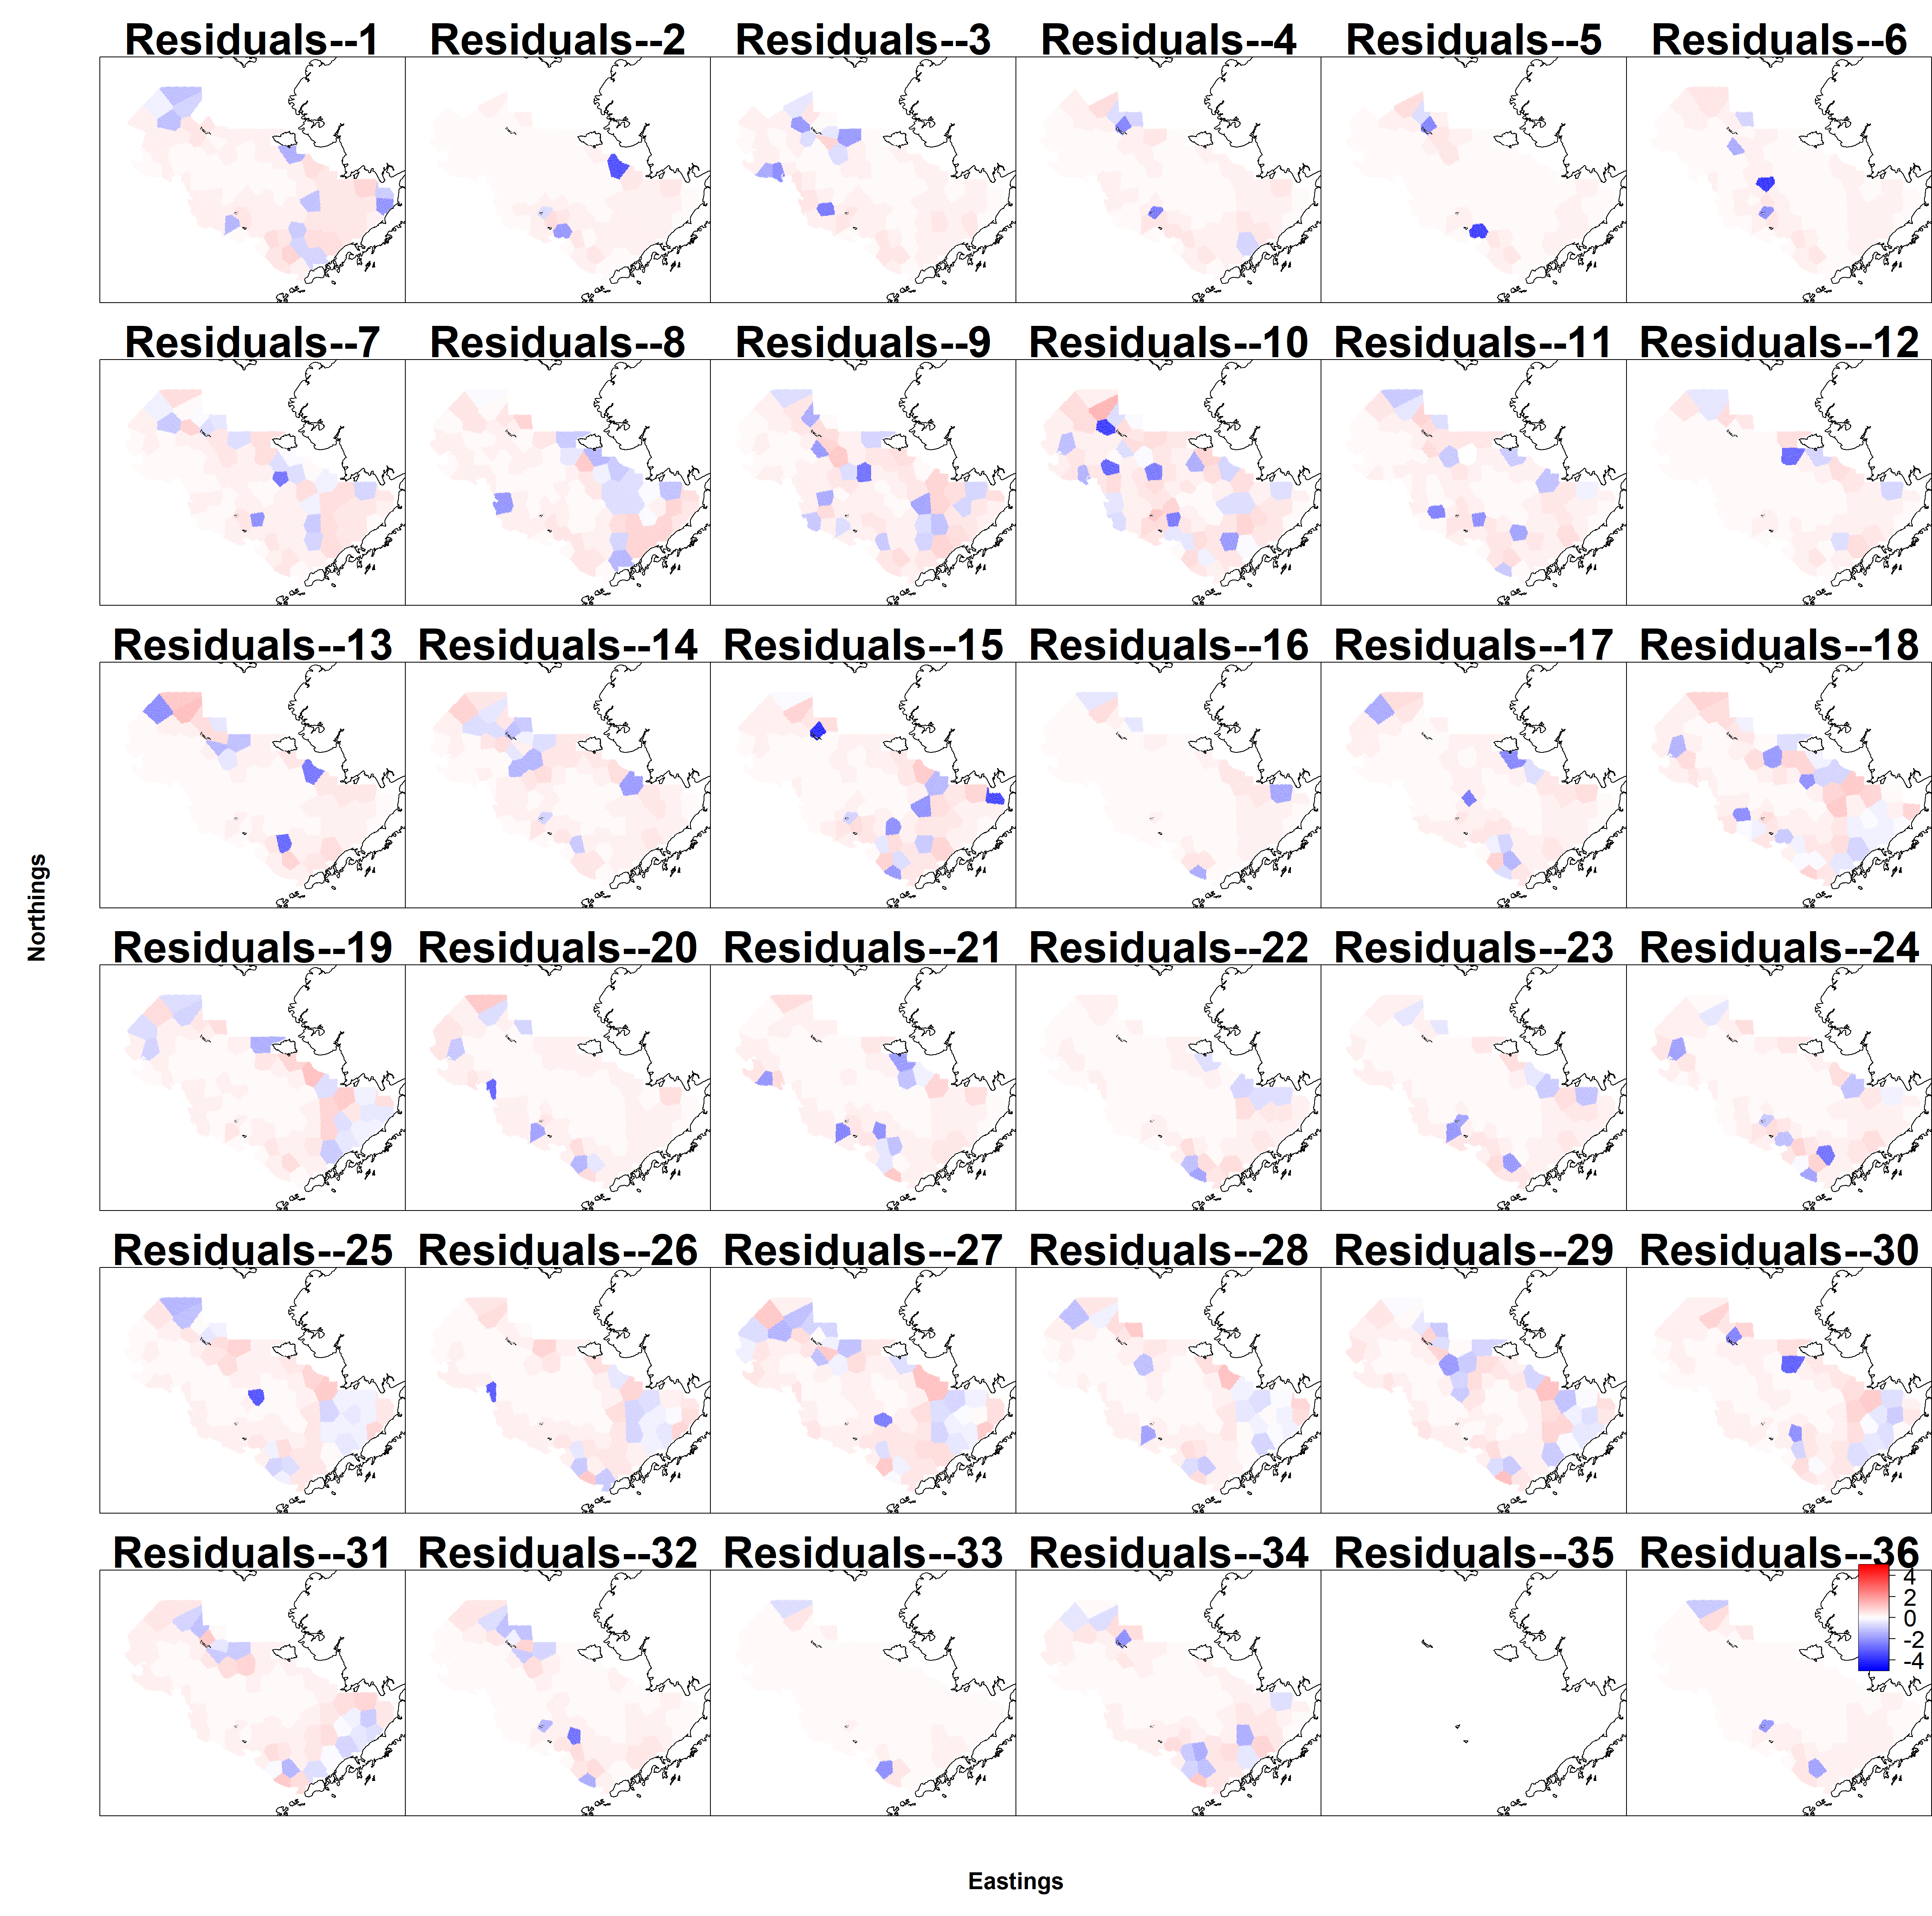 Residuals--1 Residuals--2 Residuals--3 Residuals--4 Residuals--5 Residuals--6
Residuals--7 Residuals--8 Residuals--9 Residuals--10 Residuals--11 Residuals--12
Residuals--13 Residuals--14 Residuals--15 Residuals--16 Residuals--17 Residuals--18
Northings
Residuals--19 Residuals--20 Residuals--21 Residuals--22 Residuals--23 Residuals--24
Residuals--25 Residuals--26 Residuals--27 Residuals--28 Residuals--29 Residuals--30
Residuals--31 Residuals--32 Residuals--33 Residuals--34 Residuals--35 Residuals--36
4
2
0
-2
-4
Eastings